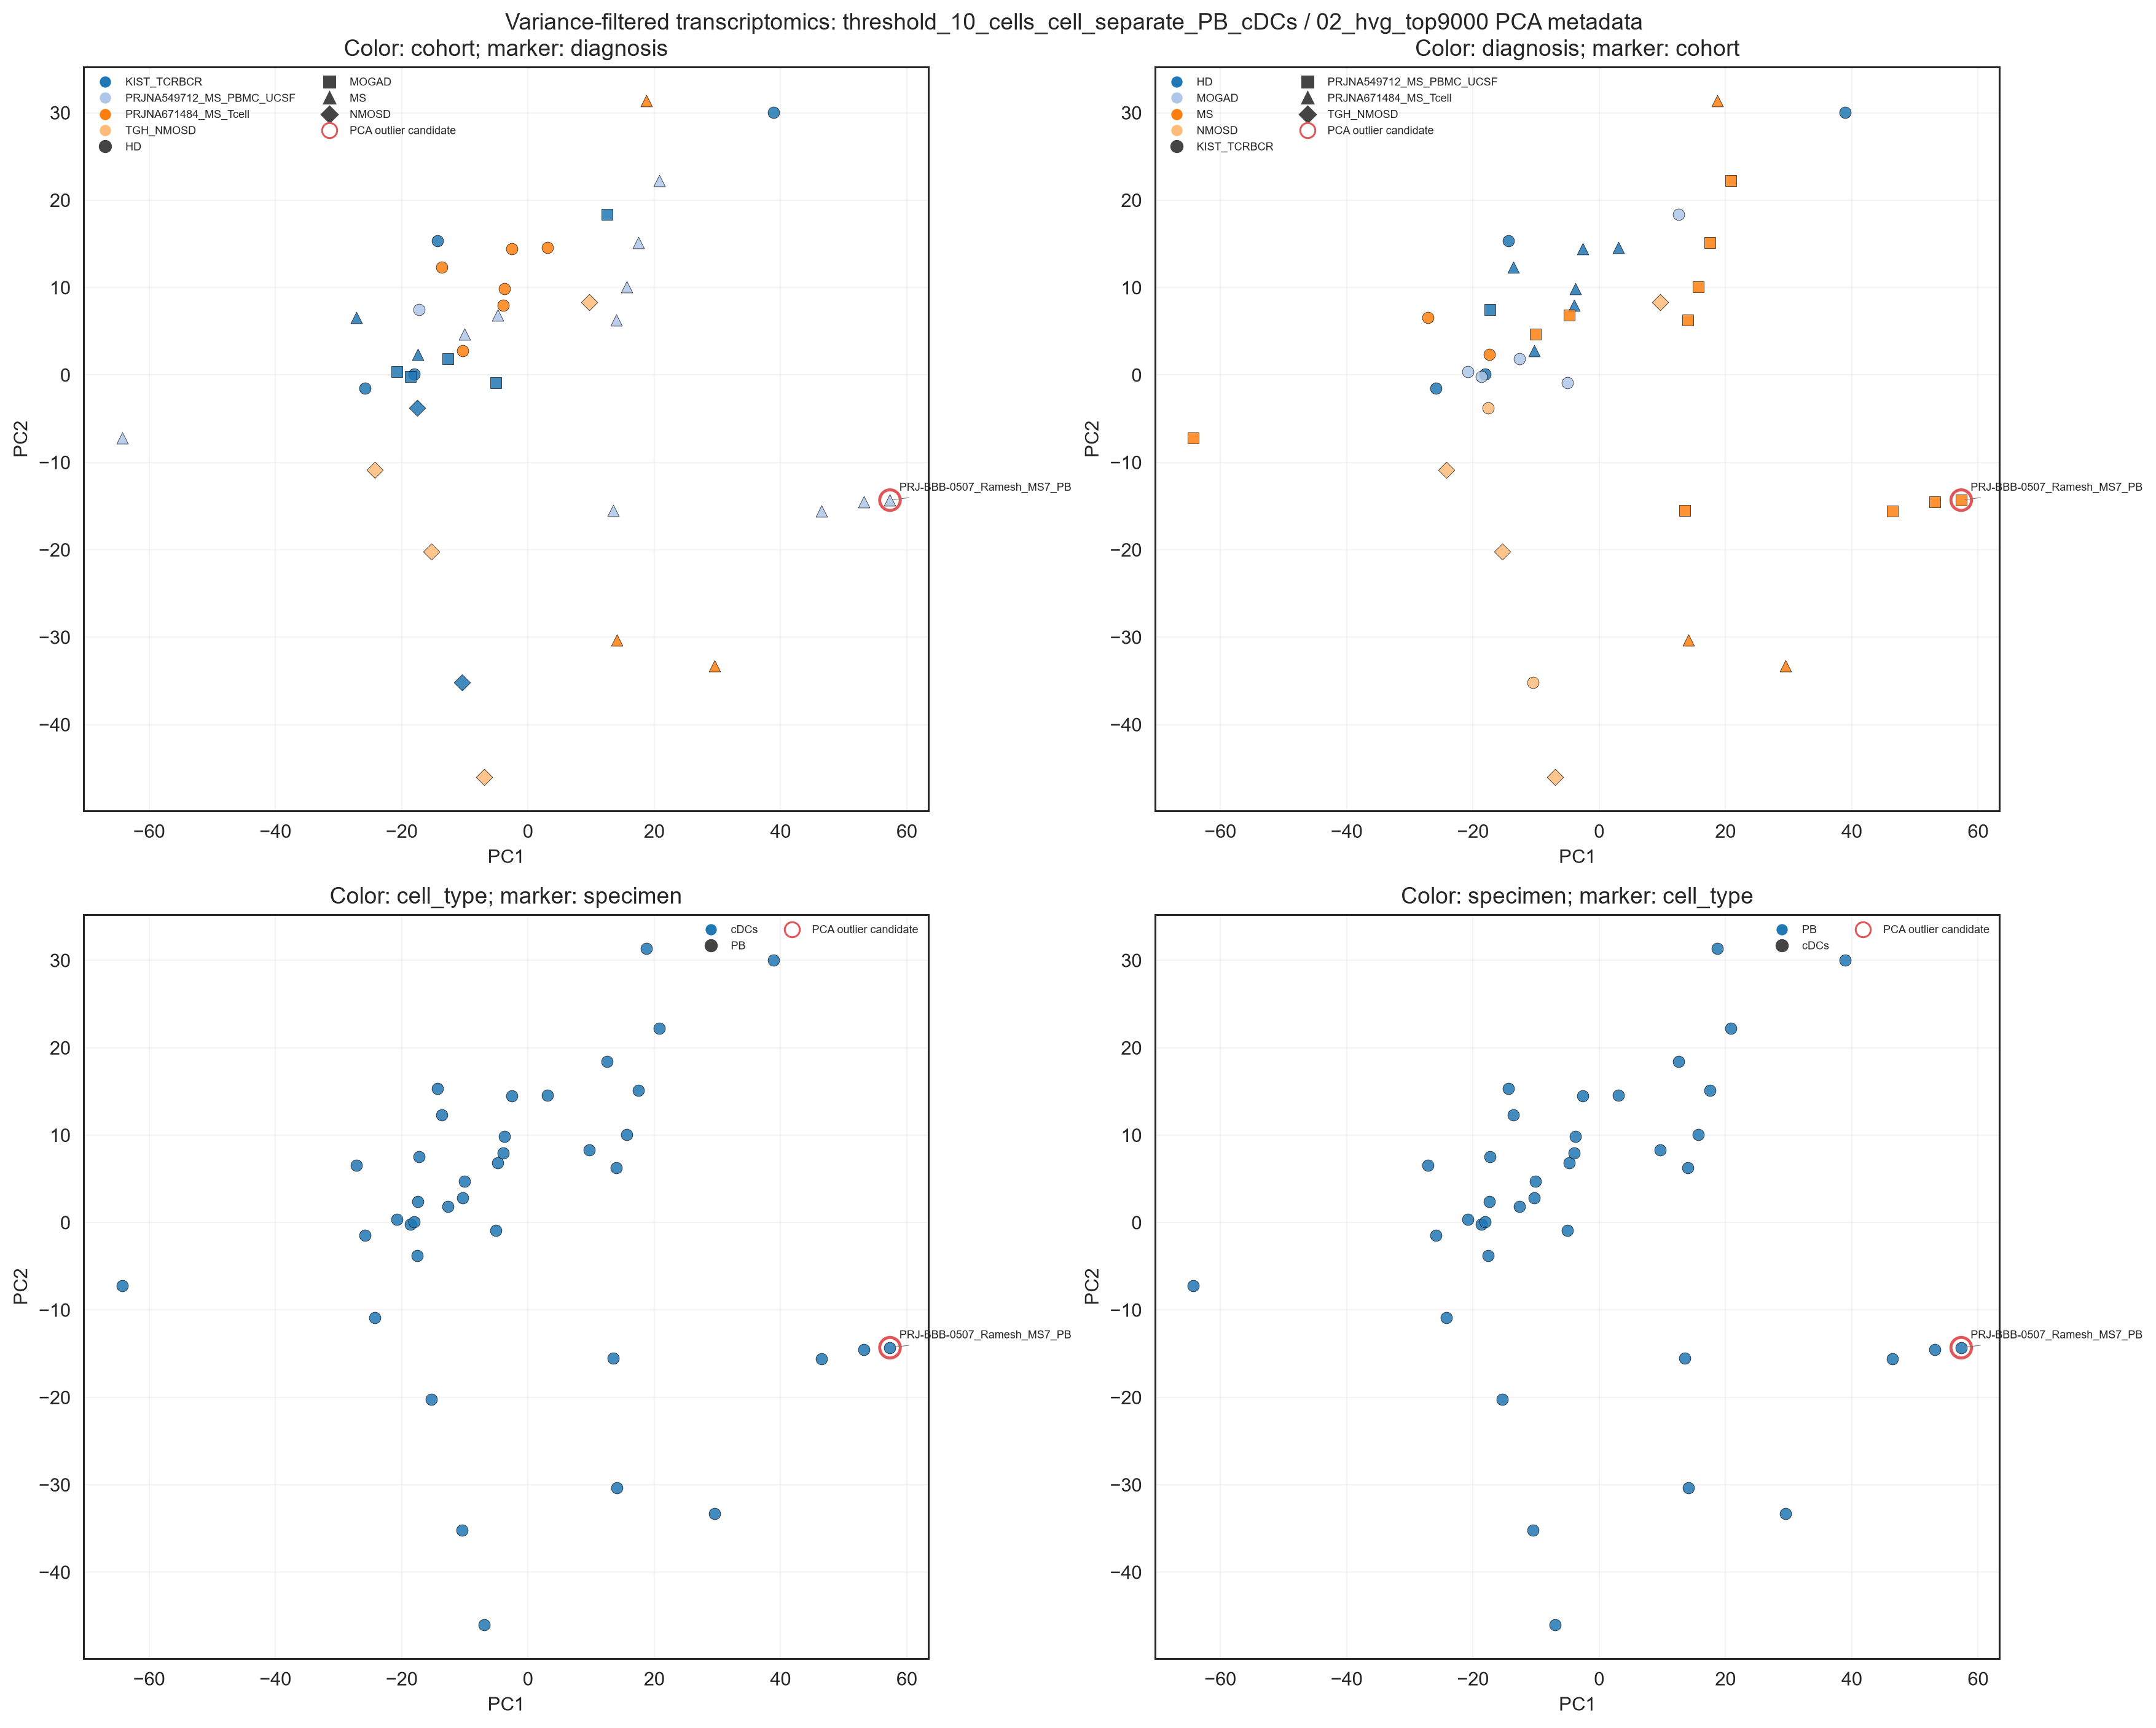 Variance-filtered transcriptomics: threshold_10_cells_cell_separate_PB_cDCs / 02_hvg_top9000 PCA metadata
Color: cohort; marker: diagnosis
KIST_TCRBCR
PRJNA549712_MS_PBMC_UCSF
PRJNA671484_MS_Tcell
TGH_NMOSD
HD
MOGAD
MS
NMOSD
PCA outlier candidate
30
20
10
0
−10
−20
−30
−40
PC2
PRJ-BBB-0507_Ramesh_MS7_PB
−60 −40 −20 0 20 40 60
PC1
Color: diagnosis; marker: cohort
HD
MOGAD
MS
NMOSD
KIST_TCRBCR
PRJNA549712_MS_PBMC_UCSF
PRJNA671484_MS_Tcell
TGH_NMOSD
PCA outlier candidate
30
20
10
0
−10
−20
−30
−40
PC2
PRJ-BBB-0507_Ramesh_MS7_PB
−60 −40 −20 0 20 40 60
PC1
Color: cell_type; marker: specimen
cDCs
PB
PCA outlier candidate
30
20
10
0
−10
−20
−30
−40
PC2
PRJ-BBB-0507_Ramesh_MS7_PB
−60 −40 −20 0 20 40 60
PC1
Color: specimen; marker: cell_type
PB
cDCs
PCA outlier candidate
30
20
10
0
−10
−20
−30
−40
PC2
PRJ-BBB-0507_Ramesh_MS7_PB
−60 −40 −20 0 20 40 60
PC1